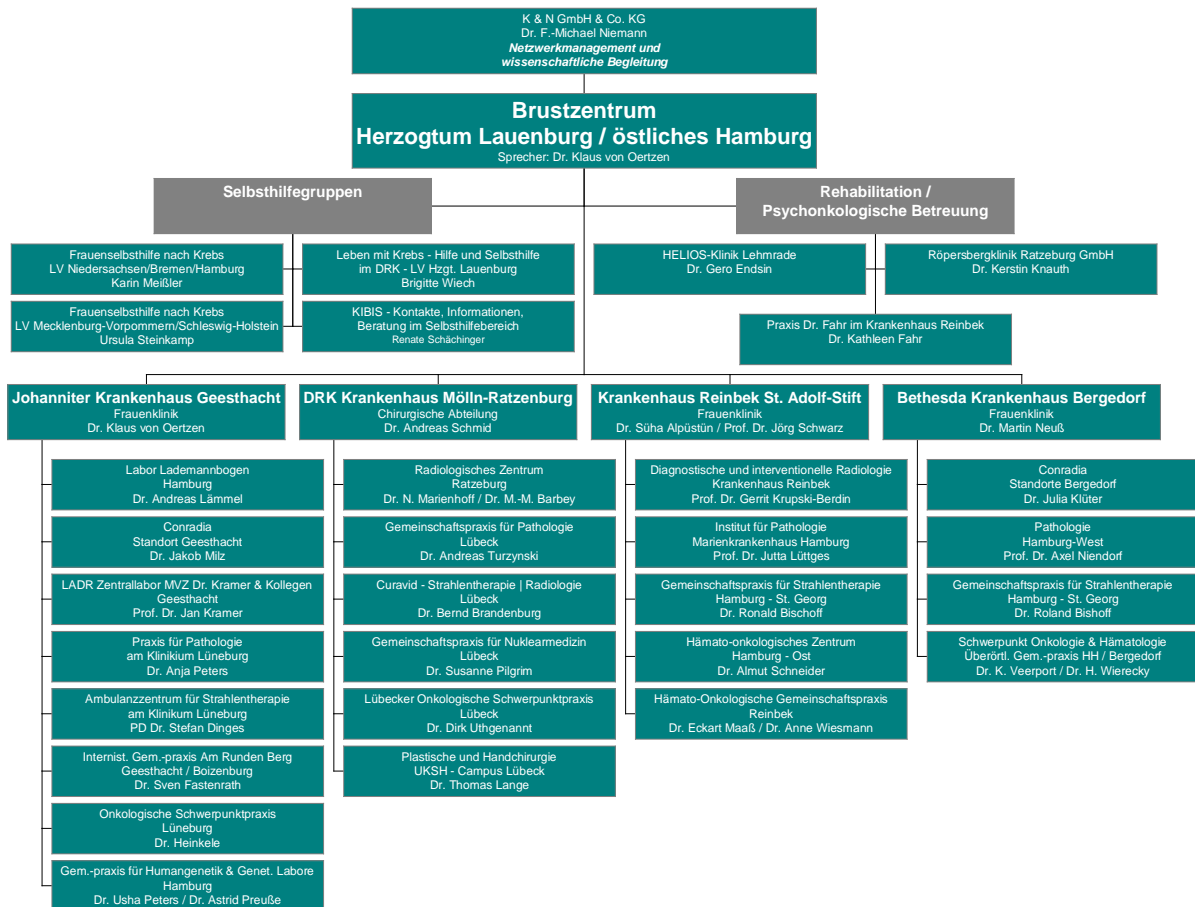 K & N GmbH & Co. KG
Dr. F.-Michael Niemann
Netzwerkmanagement und
wissenschaftliche Begleitung
Brustzentrum
Herzogtum Lauenburg / östliches Hamburg
Sprecher: Dr. Klaus von Oertzen
Selbsthilfegruppen
Rehabilitation /
Psychonkologische Betreuung
Frauenselbsthilfe nach Krebs
LV Niedersachsen/Bremen/Hamburg
Karin Meißler
Leben mit Krebs - Hilfe und Selbsthilfe
im DRK - LV Hzgt. Lauenburg
Brigitte Wiech
HELIOS-Klinik Lehmrade
Dr. Gero Endsin
Röpersbergklinik Ratzeburg GmbH
Dr. Kerstin Knauth
Frauenselbsthilfe nach Krebs
LV Mecklenburg-Vorpommern/Schleswig-Holstein
Ursula Steinkamp
KIBIS - Kontakte, Informationen,
Beratung im Selbsthilfebereich
Renate Schächinger
Praxis Dr. Fahr im Krankenhaus Reinbek
Dr. Kathleen Fahr
Johanniter Krankenhaus Geesthacht
Frauenklinik
Dr. Klaus von Oertzen
DRK Krankenhaus Mölln-Ratzenburg
Chirurgische Abteilung
Dr. Andreas Schmid
Krankenhaus Reinbek St. Adolf-Stift
Frauenklinik
Dr. Süha Alpüstün / Prof. Dr. Jörg Schwarz
Bethesda Krankenhaus Bergedorf
Frauenklinik
Dr. Martin Neuß
Labor Lademannbogen
Hamburg
Dr. Andreas Lämmel
Conradia
Standort Geesthacht
Dr. Jakob Milz
LADR Zentrallabor MVZ Dr. Kramer & Kollegen
Geesthacht
Prof. Dr. Jan Kramer
Praxis für Pathologie
am Klinikium Lüneburg
Dr. Anja Peters
Ambulanzzentrum für Strahlentherapie
am Klinikum Lüneburg
PD Dr. Stefan Dinges
Internist. Gem.-praxis Am Runden Berg
Geesthacht / Boizenburg
Dr. Sven Fastenrath
Onkologische Schwerpunktpraxis
Lüneburg
Dr. Heinkele
Gem.-praxis für Humangenetik & Genet. Labore
Hamburg
Dr. Usha Peters / Dr. Astrid Preuße
Radiologisches Zentrum
Ratzeburg
Dr. N. Marienhoff / Dr. M.-M. Barbey
Gemeinschaftspraxis für Pathologie
Lübeck
Dr. Andreas Turzynski
Curavid - Strahlentherapie | Radiologie
Lübeck
Dr. Bernd Brandenburg
Gemeinschaftspraxis für Nuklearmedizin
Lübeck
Dr. Susanne Pilgrim
Lübecker Onkologische Schwerpunktpraxis
Lübeck
Dr. Dirk Uthgenannt
Plastische und Handchirurgie
UKSH - Campus Lübeck
Dr. Thomas Lange
Diagnostische und interventionelle Radiologie
Krankenhaus Reinbek
Prof. Dr. Gerrit Krupski-Berdin
Institut für Pathologie
Marienkrankenhaus Hamburg
Prof. Dr. Jutta Lüttges
Gemeinschaftspraxis für Strahlentherapie
Hamburg - St. Georg
Dr. Ronald Bischoff
Hämato-onkologisches Zentrum
Hamburg - Ost
Dr. Almut Schneider
Hämato-Onkologische Gemeinschaftspraxis
Reinbek
Dr. Eckart Maaß / Dr. Anne Wiesmann
Conradia
Standorte Bergedorf
Dr. Julia Klüter
Pathologie
Hamburg-West
Prof. Dr. Axel Niendorf
Gemeinschaftspraxis für Strahlentherapie
Hamburg - St. Georg
Dr. Roland Bishoff
Schwerpunkt Onkologie & Hämatologie
Überörtl. Gem.-praxis HH / Bergedorf
Dr. K. Veerport / Dr. H. Wierecky